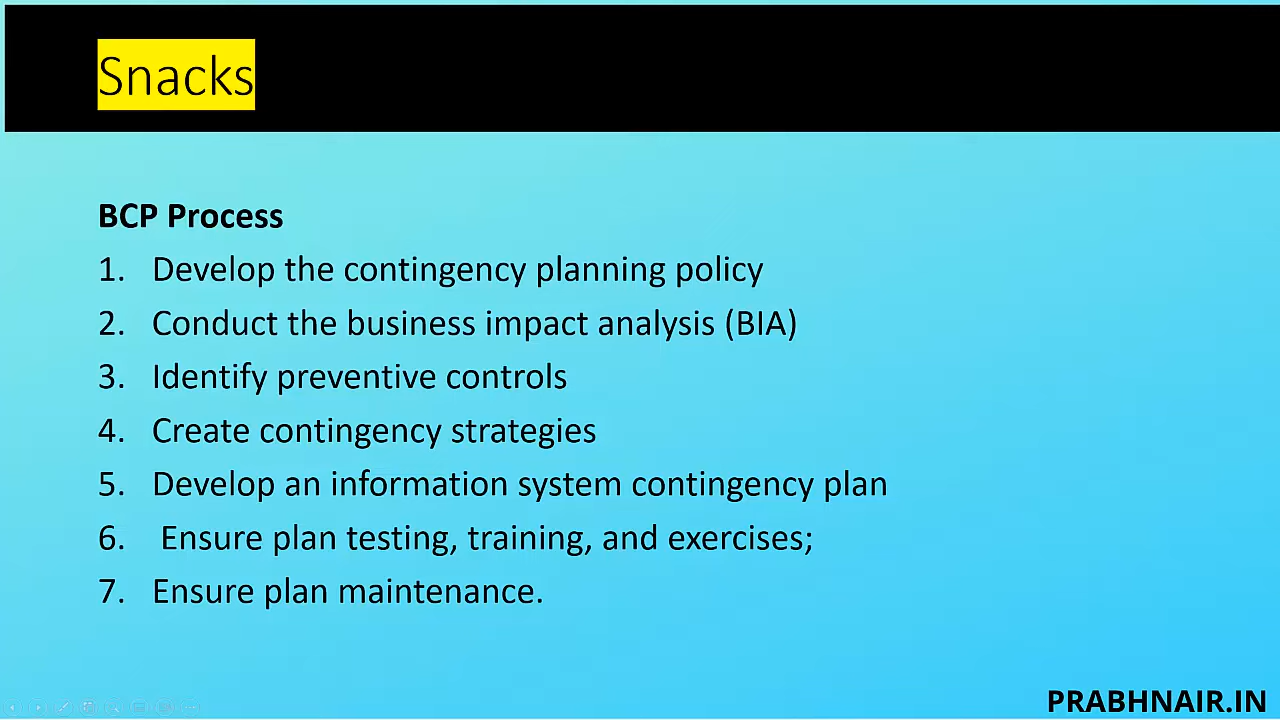 Snacks
BCP Process
1. Develop the contingency planning policy
2. Conduct the business impact analysis (BIA)
3. Identify preventive controls
4. Create contingency strategies
5. Develop an information system contingency plan
6. Ensure plan testing, training, and exercises;
7. Ensure plan maintenance.
PRABHNAIR.IN